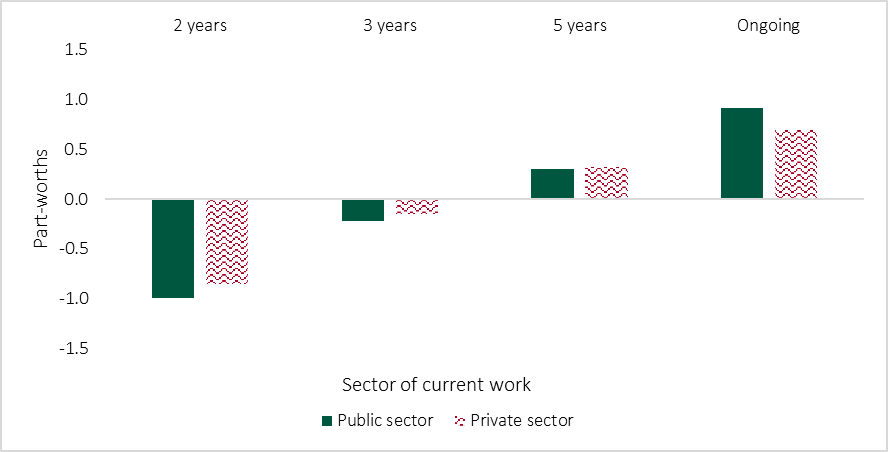 2 years 3 years 5 years Ongoing
1.5
1.0
0.5
0.0
-0.5
-1.0
-1.5
Part-worths
Sector of current work
Public sector Private sector